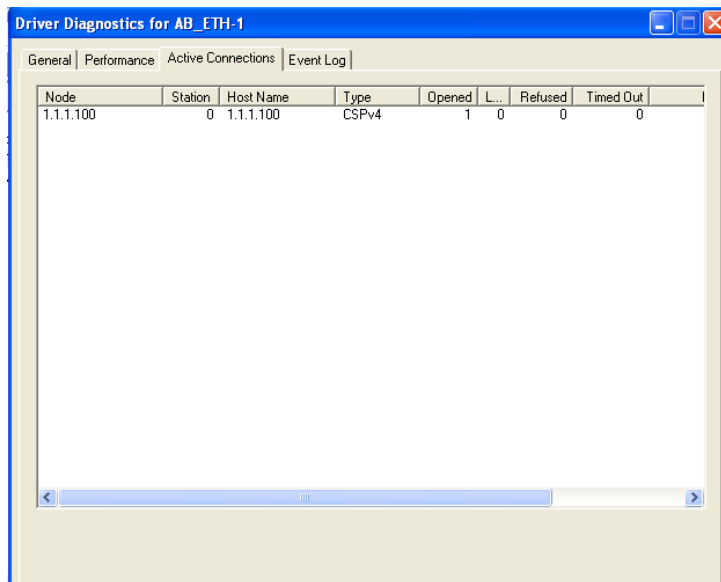 Driver Diagnostics for AB_ETH-1
General Performance Active Connections Event Log
Node Station Host Name Type Opened L... Refused Timed Out
1.1.1.100 0 1.1.1.100 CSPv4 1 0 0 0